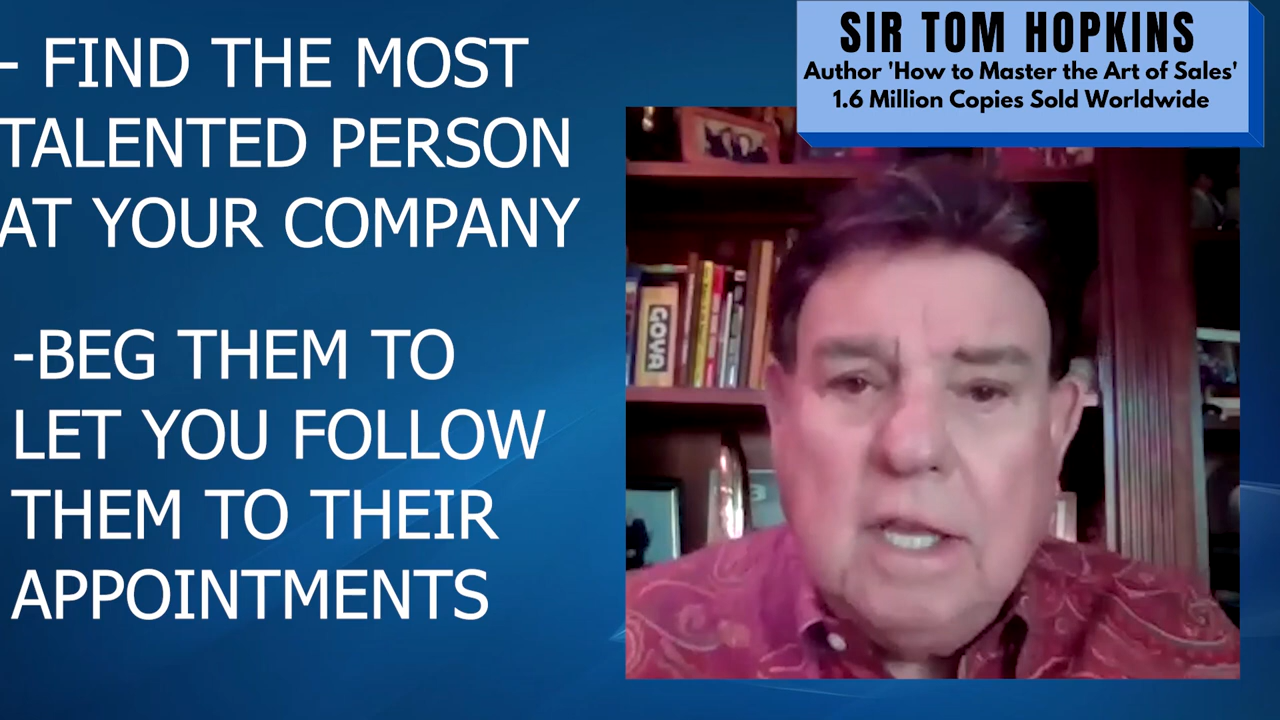 - FIND THE MOST
TALENTED PERSON
AT YOUR COMPANY
-BEG THEM TO
LET YOU FOLLOW
THEM TO THEIR
APPOINTMENTS
SIR TOM HOPKINS
Author 'How to Master the Art of Sales'
1.6 Million Copies Sold Worldwide
GOYA